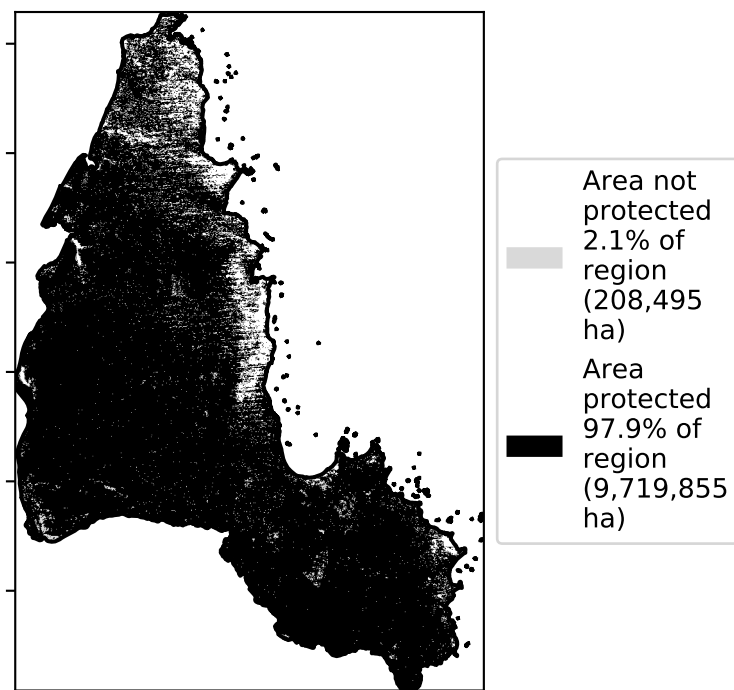 Area not
protected
2.1% of
region
(208,495
ha)
Area
protected
97.9% of
region
(9,719,855
ha)